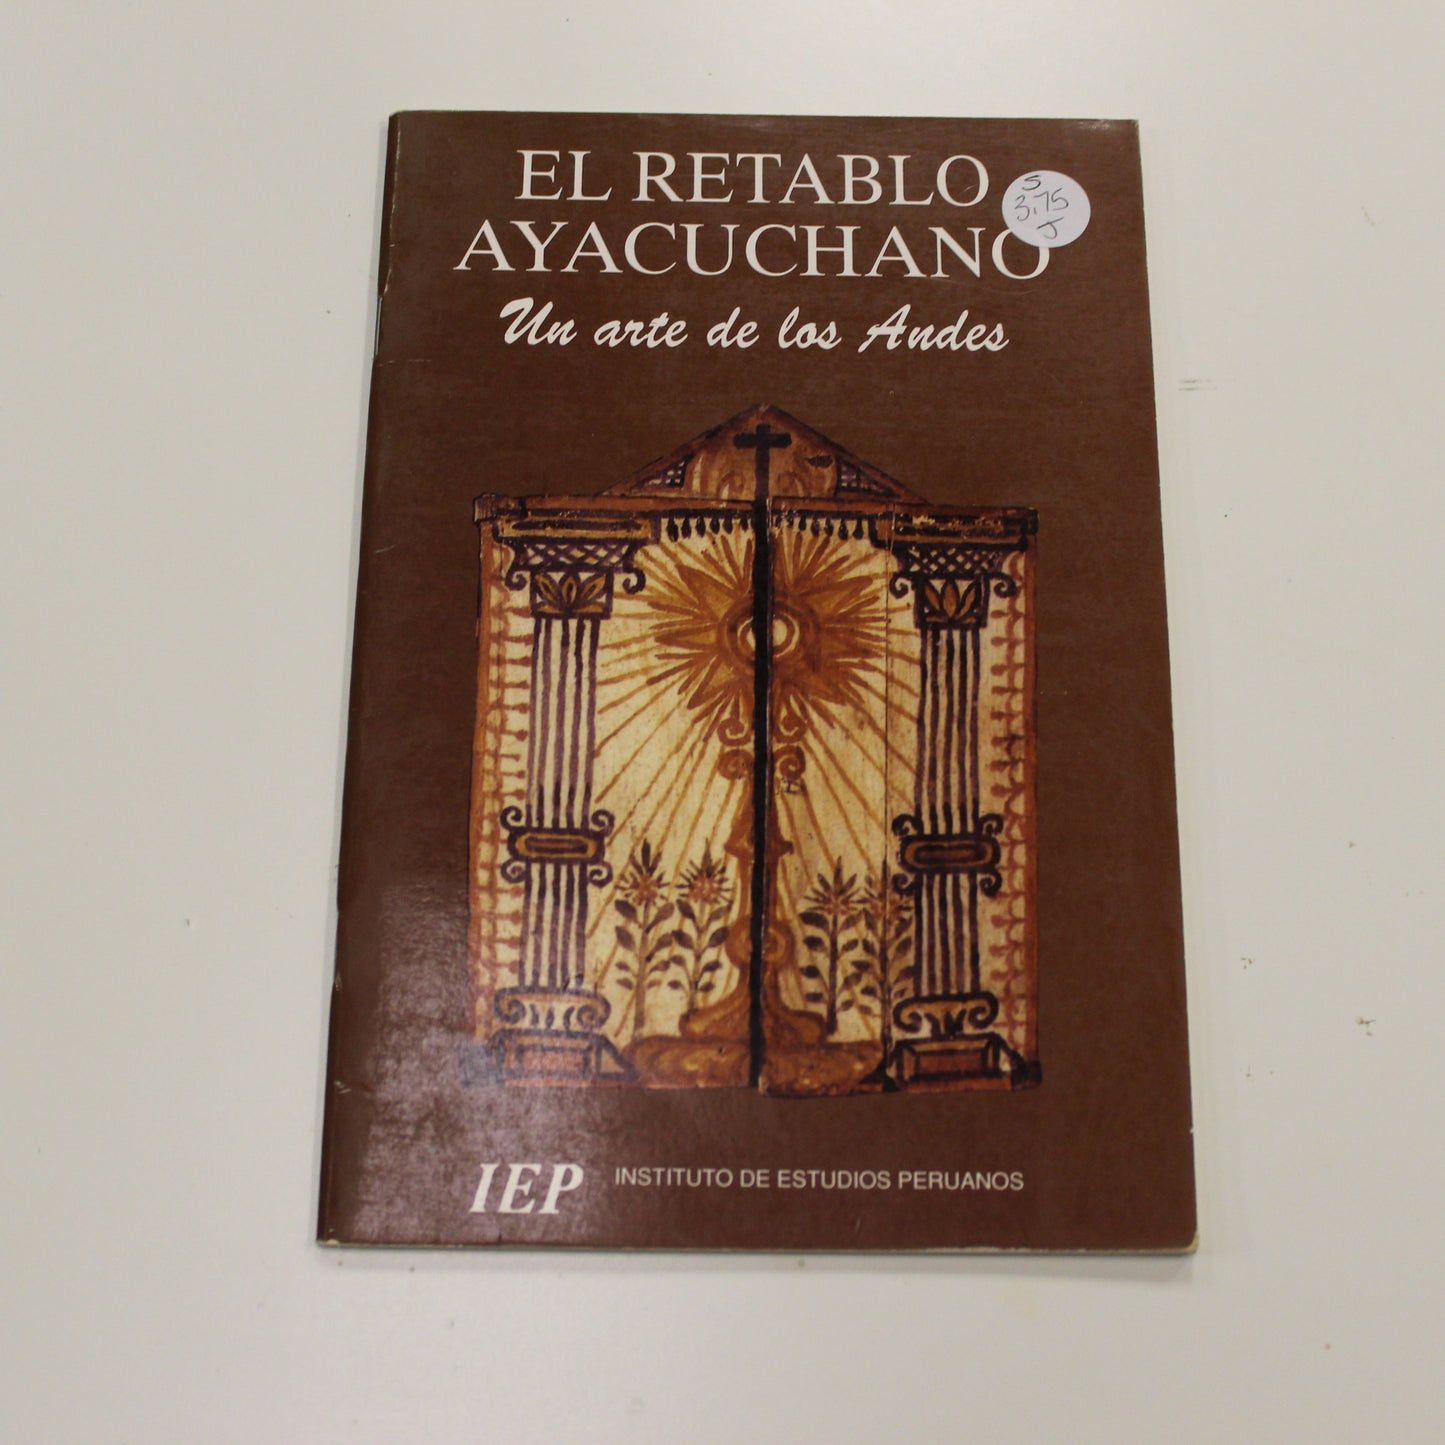 EL RETABLO
AYACUCHANO
Un arte de los Andes
S
3.75
J
IEP
INSTITUTO DE ESTUDIOS PERUANOS